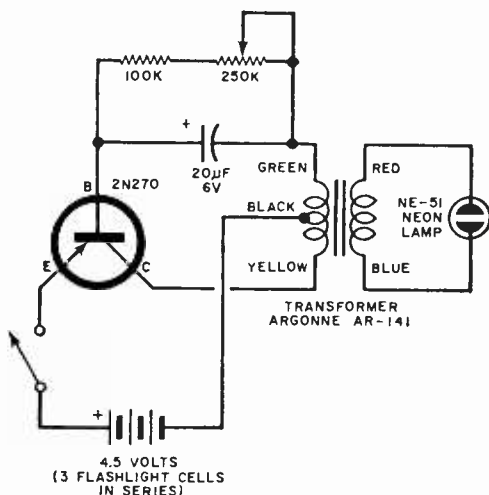 100K
250K
+
20µF
6V
B
2N270
E
C
GREEN
BLACK
YELLOW
RED
BLUE
NE-51
NEON
LAMP
TRANSFORMER
ARGONNE AR-141
+
4.5 VOLTS
(3 FLASHLIGHT CELLS
IN SERIES)